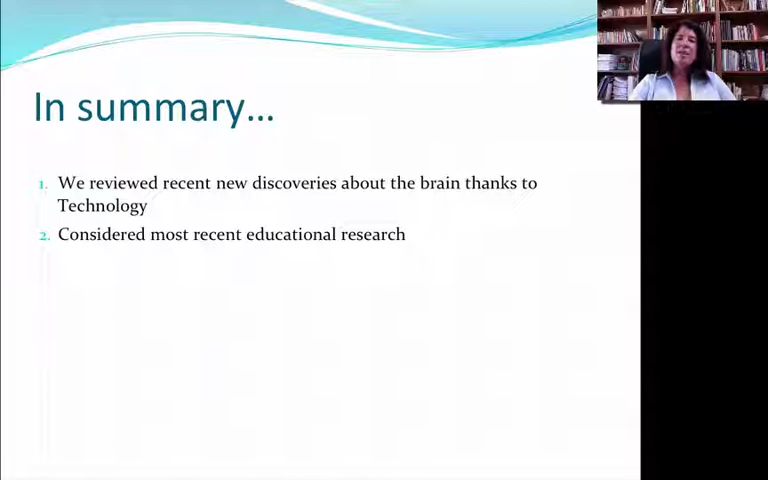 In summary...
1. We reviewed recent new discoveries about the brain thanks to
Technology
2. Considered most recent educational research